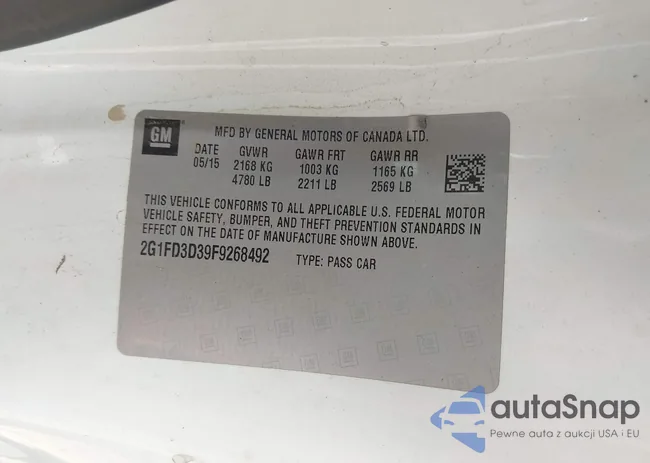 GM
MFD BY GENERAL MOTORS OF CANADA LTD.
DATE GVWR GAWR FRT GAWR RR
05/15 2168 KG 1003 KG 1165 KG
4780 LB 2211 LB 2569 LB
THIS VEHICLE CONFORMS TO ALL APPLICABLE U.S. FEDERAL MOTOR
VEHICLE SAFETY, BUMPER, AND THEFT PREVENTION STANDARDS IN
EFFECT ON THE DATE OF MANUFACTURE SHOWN ABOVE.
2G1FD3D39F9268492 TYPE: PASS CAR
autaSnap
Pewne auta z aukcji USA i EU